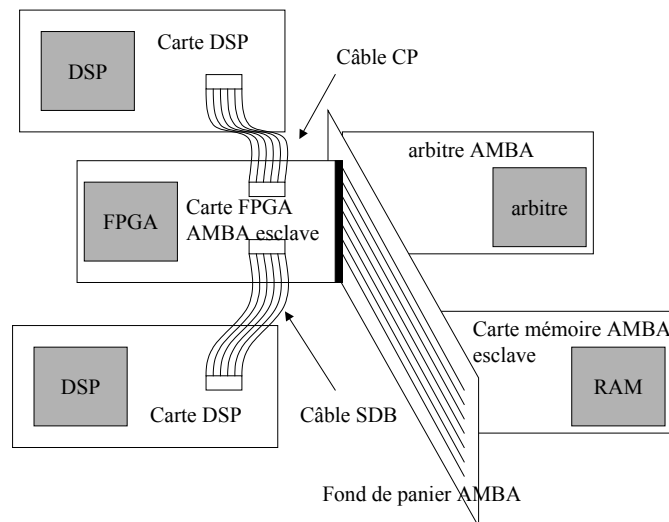 Carte DSP
DSP
Câble CP
arbitre AMBA
arbitre
FPGA
Carte FPGA
AMBA esclave
Carte mémoire AMBA
esclave
RAM
DSP
Carte DSP
Câble SDB
Fond de panier AMBA